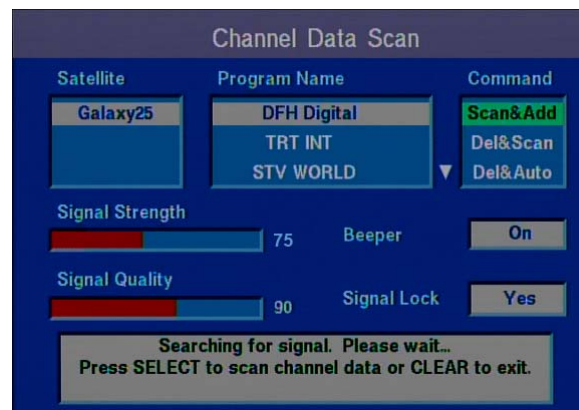 Channel Data Scan
Satellite Program Name Command
Galaxy25 DFH Digital Scan&Add
TRT INT Del&Scan
STV WORLD Del&Auto
Signal Strength
75 Beeper On
Signal Quality
90 Signal Lock Yes
Searching for signal. Please wait...
Press SELECT to scan channel data or CLEAR to exit.